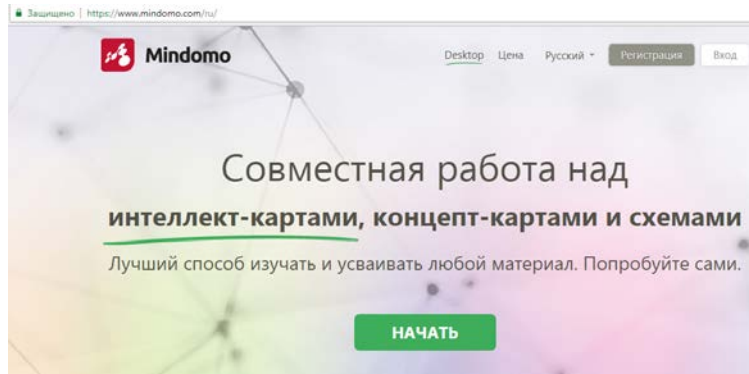 Защищено | https://www.mindomo.com/ru/
Mindomo Desktop Цена Русский Регистрация Вход
Совместная работа над
интеллект-картами, концепт-картами и схемами
Лучший способ изучать и усваивать любой материал. Попробуйте сами.
НАЧАТЬ